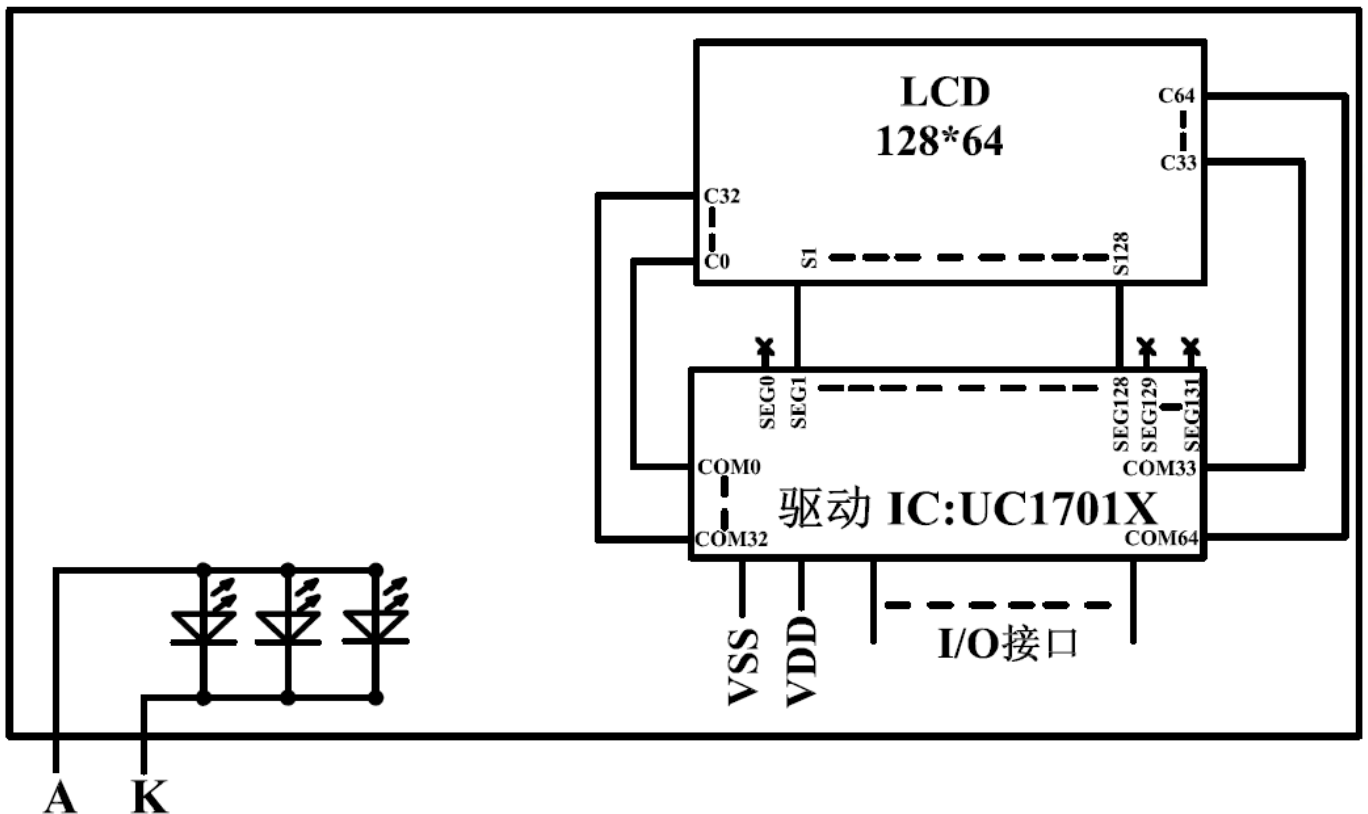 LCD
128*64
C64
C33
C32
C0
S1
S128
SEG0
SEG1
SEG128
SEG129
SEG131
COM0
COM33
驱动 IC:UC1701X
COM32
COM64
VSS
VDD
I/O接口
A
K